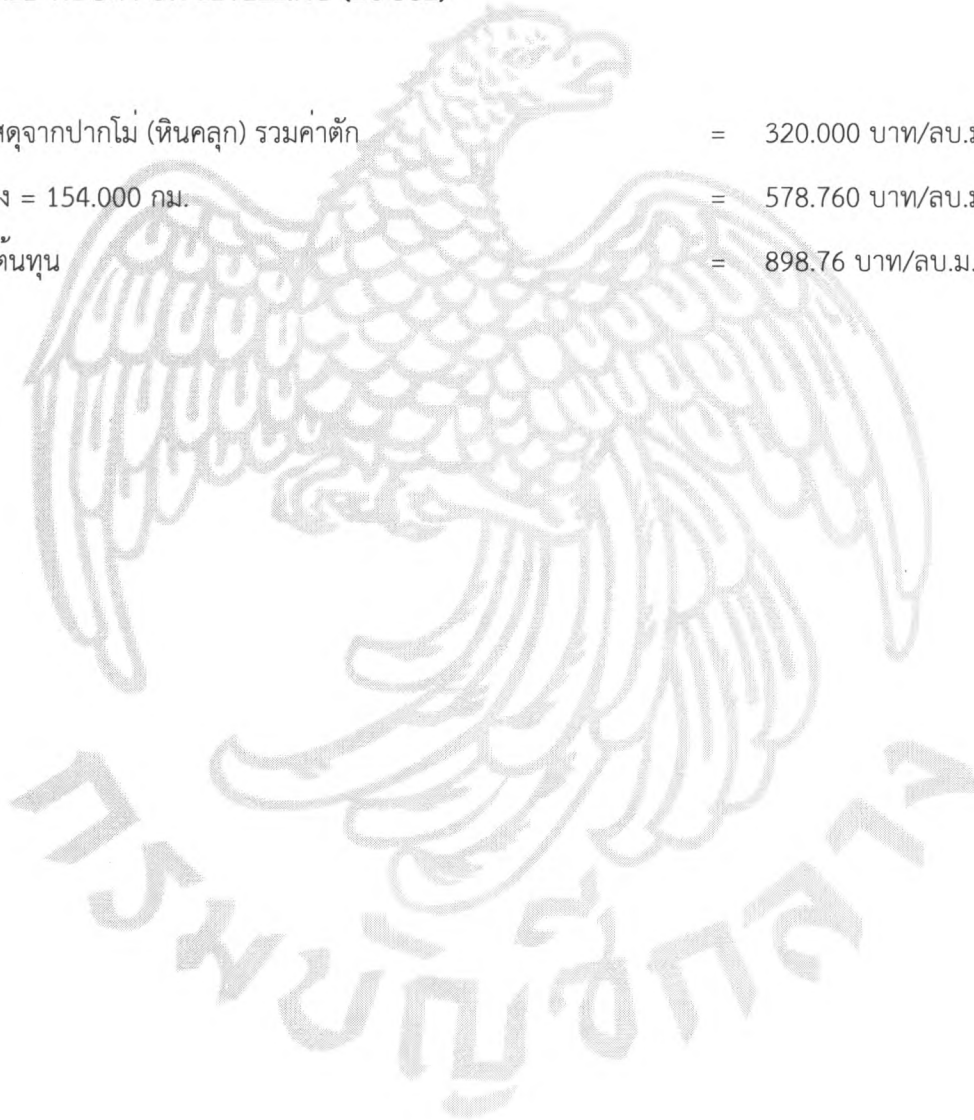 สดุจากปากโม่ (หินคลุก) รวมค่าตัก = 320.000 บาท/ลบ.ม
ง = 154.000 กม. = 578.760 บาท/ลบ.ม
ต้นทุน = 898.76 บาท/ลบ.ม.
กรมบัญชีกลาง